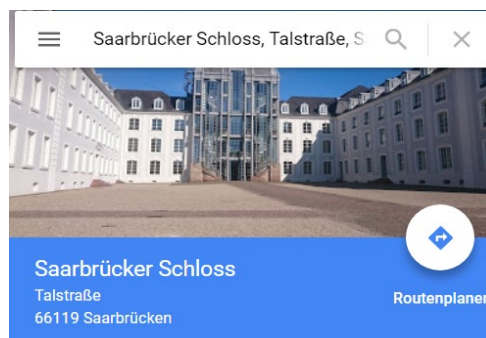 Saarbrücker Schloss, Talstraße, S
Saarbrücker Schloss
Talstraße
66119 Saarbrücken
Routenplaner